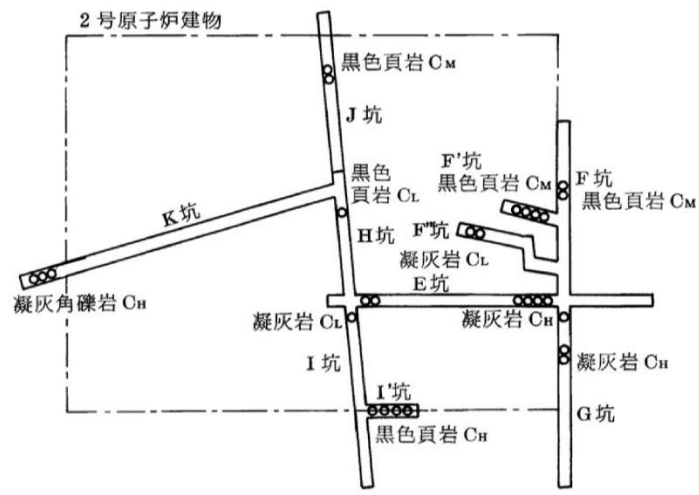 2号原子炉建物
黒色頁岩 CM
J坑
黒色
頁岩 CL
F'坑
黒色頁岩 CM
F坑
黒色頁岩 CM
K坑
H坑
F"坑
凝灰岩 CL
E坑
凝灰角礫岩 CH
凝灰岩 CL
凝灰岩 CH
I坑
凝灰岩 CH
I'坑
G坑
黒色頁岩 CH